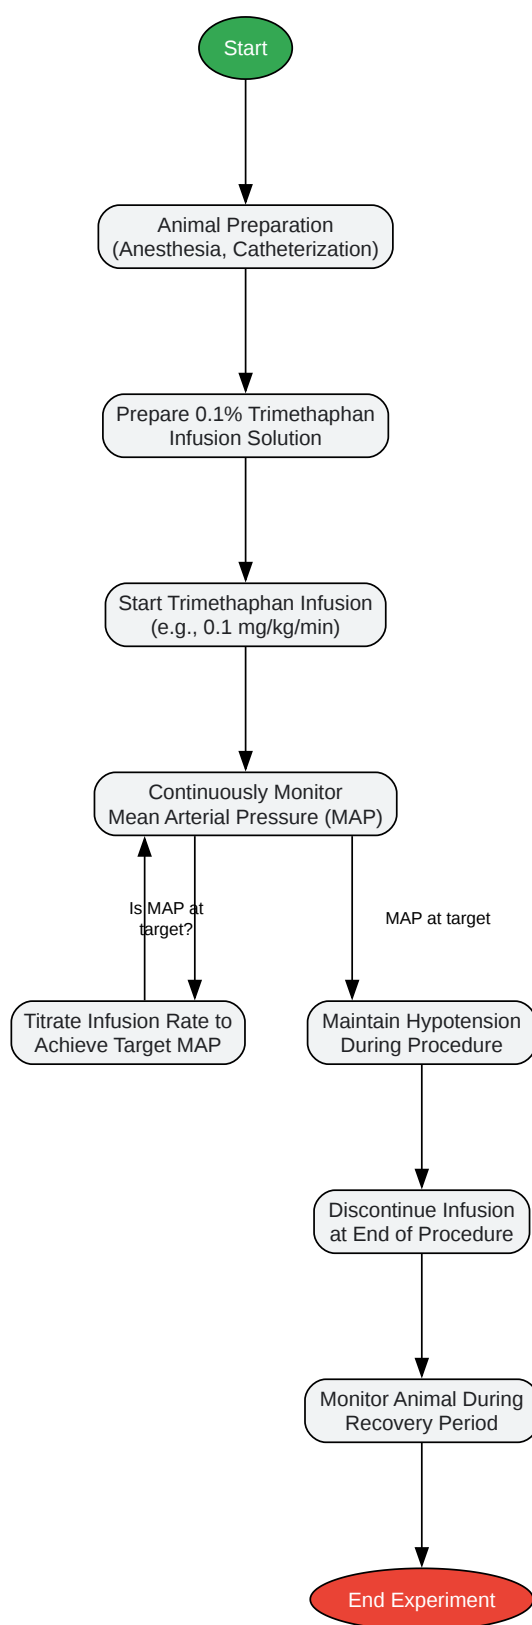 Start
Animal Preparation
(Anesthesia, Catheterization)
Prepare 0.1% Trimethaphan
Infusion Solution
Start Trimethaphan Infusion
(e.g., 0.1 mg/kg/min)
Continuously Monitor
Mean Arterial Pressure (MAP)
Is MAP at
target?
MAP at target
Titrate Infusion Rate to
Achieve Target MAP
Maintain Hypotension
During Procedure
Discontinue Infusion
at End of Procedure
Monitor Animal During
Recovery Period
End Experiment